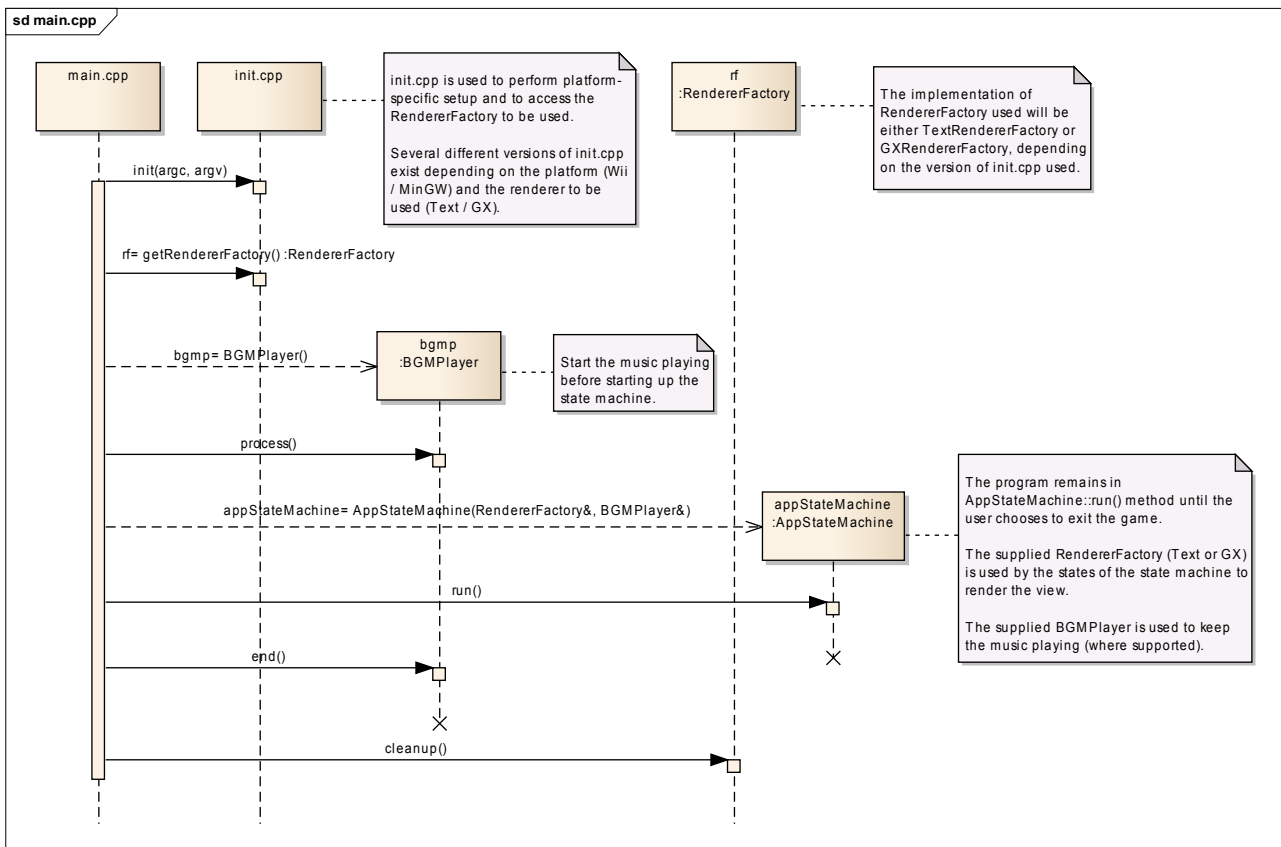 sd main.cpp
main.cpp
init.cpp
init.cpp is used to perform platform-
specific setup and to access the
RendererFactory to be used.
Several different versions of init.cpp
exist depending on the platform (Wii
/ MinGW) and the renderer to be
used (Text / GX).
rf
:RendererFactory
The implementation of
RendererFactory used will be
either TextRendererFactory or
GXRendererFactory, depending
on the version of init.cpp used.
init(argc, argv)
rf= getRendererFactory() :RendererFactory
bgmp= BGMPlayer()
bgmp
:BGMPlayer
Start the music playing
before starting up the
state machine.
process()
appStateMachine= AppStateMachine(RendererFactory&, BGMPlayer&)
appStateMachine
:AppStateMachine
The program remains in
AppStateMachine::run() method until the
user chooses to exit the game.
The supplied RendererFactory (Text or GX)
is used by the states of the state machine to
render the view.
The supplied BGMPlayer is used to keep
the music playing (where supported).
run()
end()
cleanup()